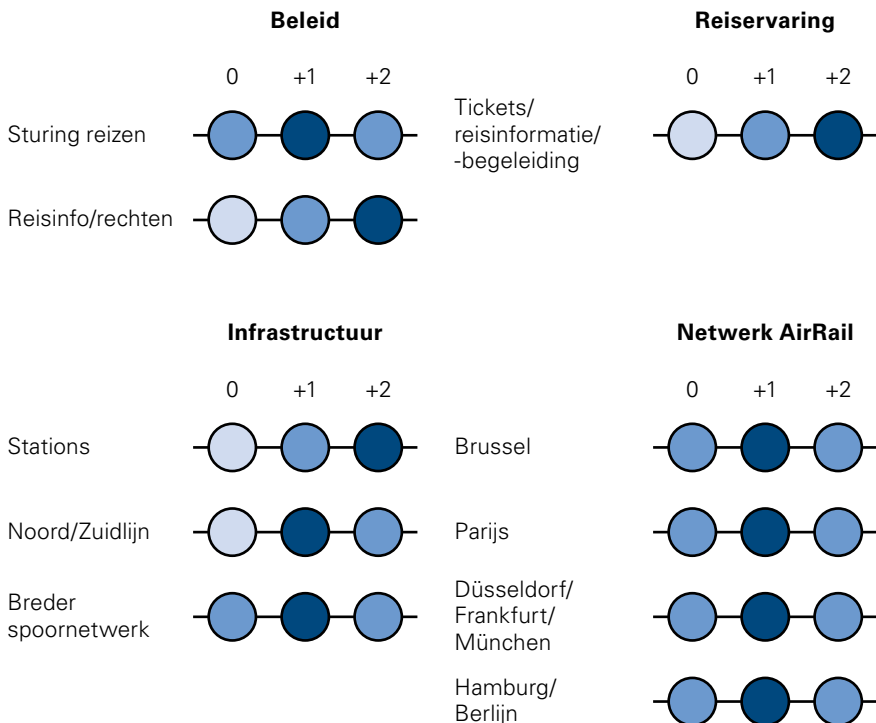 Beleid
0 +1 +2
Sturing reizen
Reisinfo/rechten
Reiservaring
0 +1 +2
Tickets/
reisinformatie/
-begeleiding
Infrastructuur
0 +1 +2
Stations
Noord/Zuidlijn
Breder
spoornetwerk
Netwerk AirRail
0 +1 +2
Brussel
Parijs
Düsseldorf/
Frankfurt/
München
Hamburg/
Berlijn